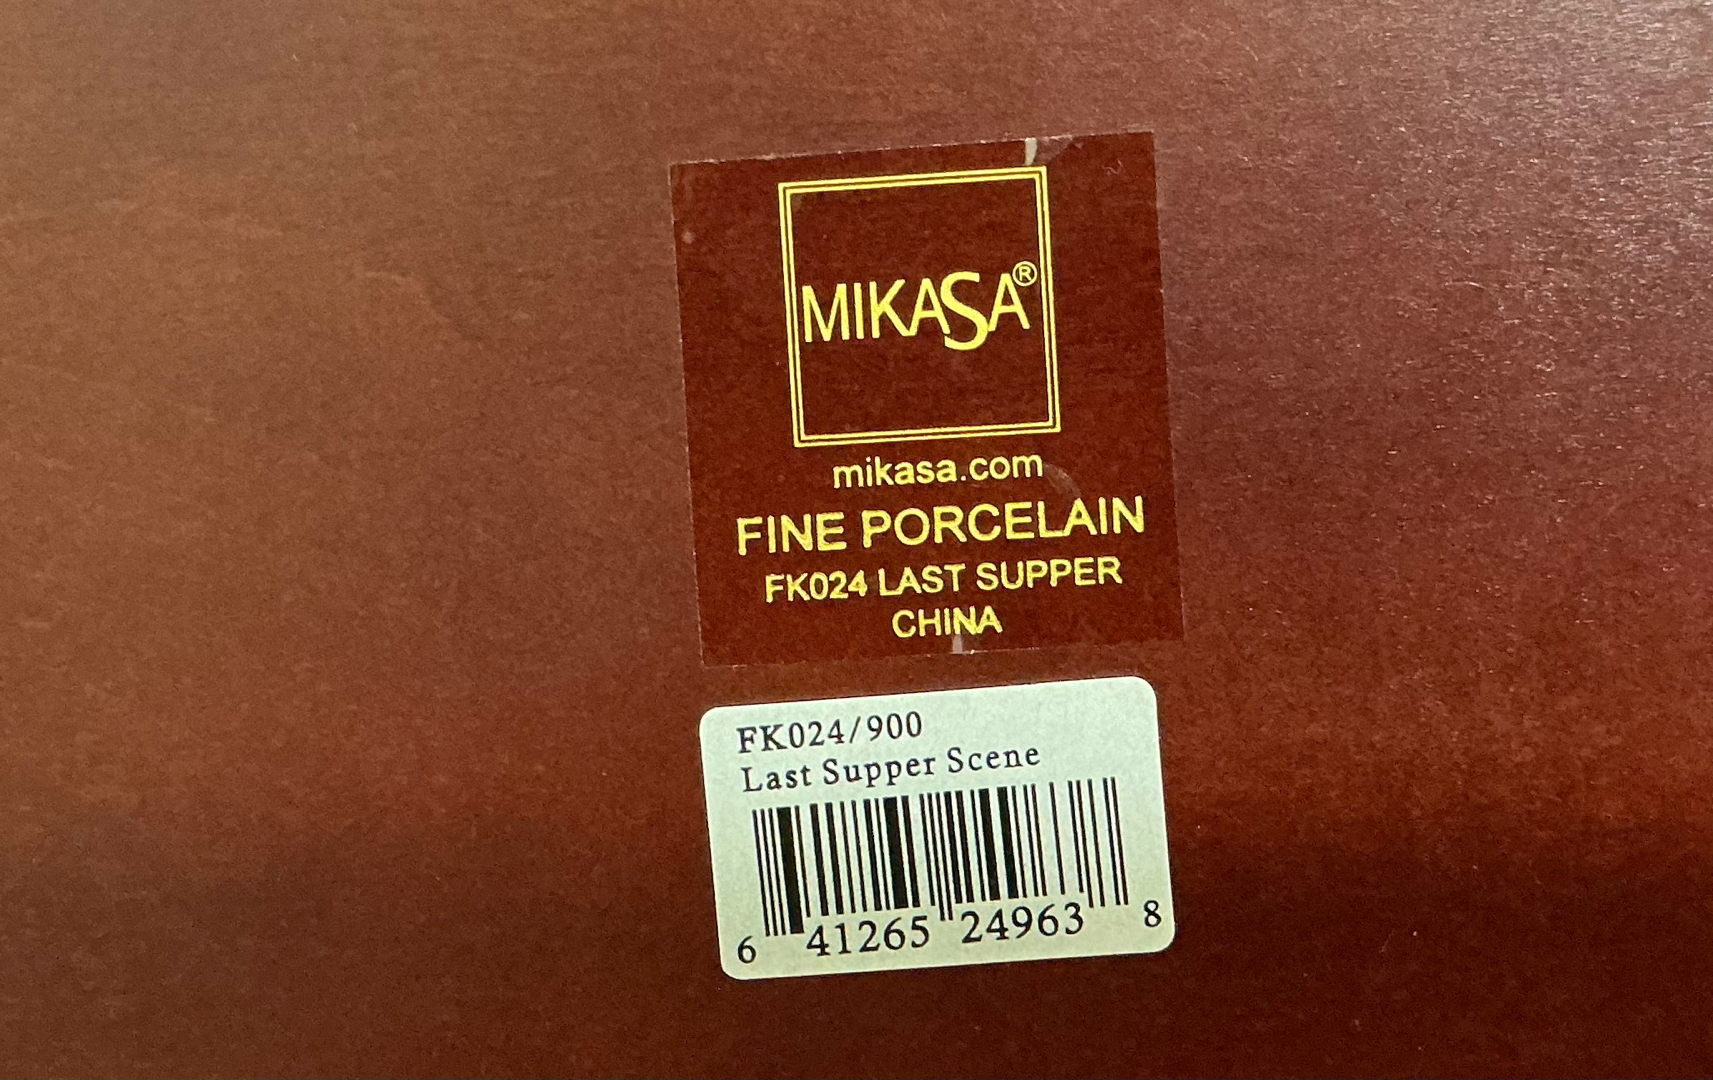 MIKASA®
mikasa.com
FINE PORCELAIN
FK024 LAST SUPPER
CHINA
FK024/900
Last Supper Scene
6 41265 24963 8